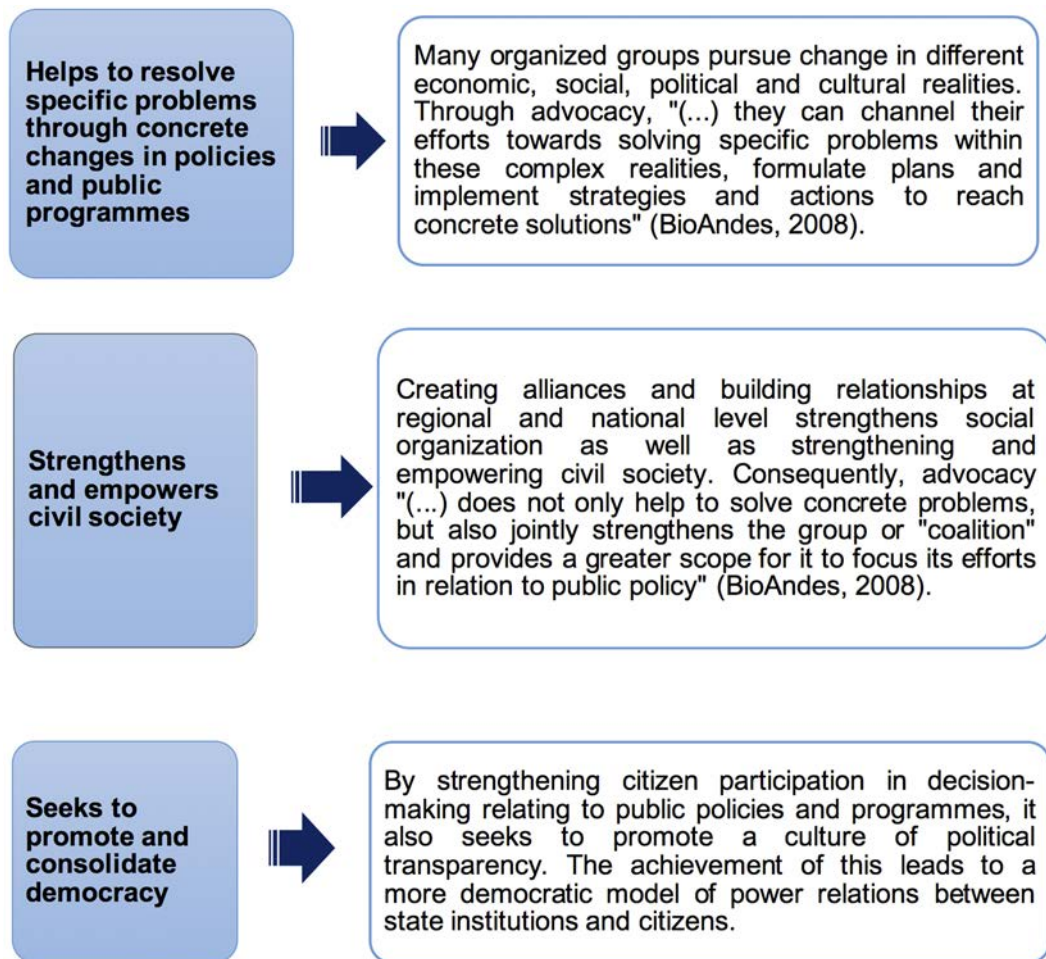 Helps to resolve
specific problems
through concrete
changes in policies
and public
programmes
Many organized groups pursue change in different
economic, social, political and cultural realities.
Through advocacy, "(...) they can channel their
efforts towards solving specific problems within
these complex realities, formulate plans and
implement strategies and actions to reach
concrete solutions" (BioAndes, 2008).
Strengthens
and empowers
civil society
Creating alliances and building relationships at
regional and national level strengthens social
organization as well as strengthening and
empowering civil society. Consequently, advocacy
"(...) does not only help to solve concrete problems,
but also jointly strengthens the group or "coalition"
and provides a greater scope for it to focus its efforts
in relation to public policy" (BioAndes, 2008).
Seeks to
promote and
consolidate
democracy
By strengthening citizen participation in decision-
making relating to public policies and programmes, it
also seeks to promote a culture of political
transparency. The achievement of this leads to a
more democratic model of power relations between
state institutions and citizens.